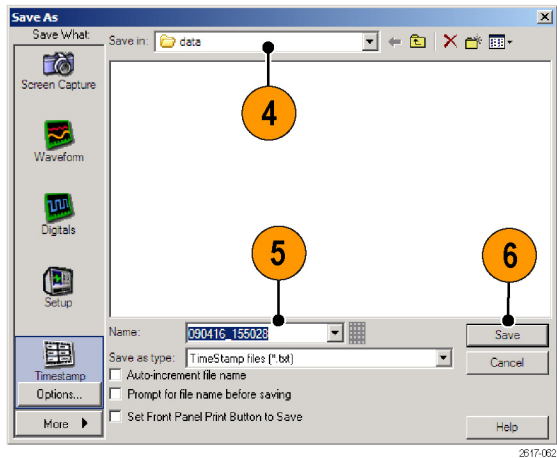 Save As
Save What:
Save in: data
Screen Capture
4
Waveform
Digitals
5
6
Setup
Name: 090416_155028
Save
Save as type: TimeStamp files (*.txt)
Cancel
Timestamp
Auto-increment file name
Options...
Prompt for file name before saving
Set Front Panel Print Button to Save
More
Help
2617-062